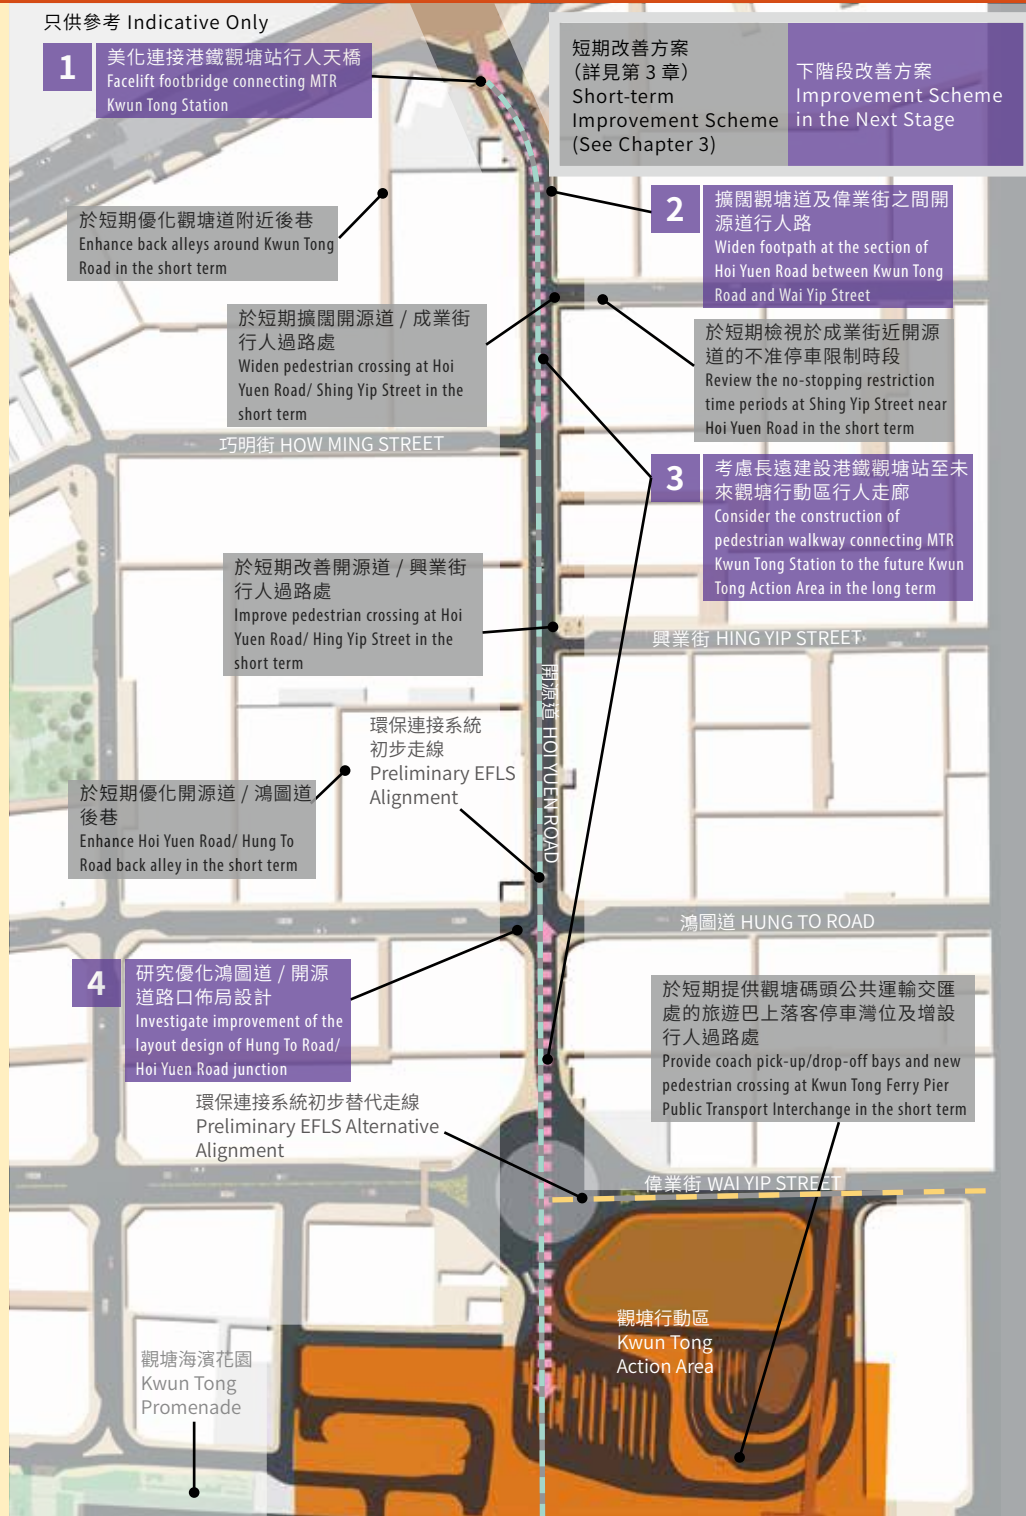 只供參考 Indicative Only
1
美化連接港鐵觀塘站行人天橋
Facelift footbridge connecting MTR
Kwun Tong Station
短期改善方案
(詳見第 3 章)
Short-term
Improvement Scheme
(See Chapter 3)
下階段改善方案
Improvement Scheme
in the Next Stage
於短期優化觀塘道附近後巷
Enhance back alleys around Kwun Tong
Road in the short term
2
擴闊觀塘道及偉業街之間開
源道行人路
Widen footpath at the section of
Hoi Yuen Road between Kwun Tong
Road and Wai Yip Street
於短期擴闊開源道 / 成業街
行人過路處
Widen pedestrian crossing at Hoi
Yuen Road/ Shing Yip Street in the
short term
於短期檢視於成業街近開源
道的不准停車限制時段
Review the no-stopping restriction
time periods at Shing Yip Street near
Hoi Yuen Road in the short term
巧明街 HOW MING STREET
3
考慮長遠建設港鐵觀塘站至未
來觀塘行動區行人走廊
Consider the construction of
pedestrian walkway connecting MTR
Kwun Tong Station to the future Kwun
Tong Action Area in the long term
於短期改善開源道 / 興業街
行人過路處
Improve pedestrian crossing at Hoi
Yuen Road/ Hing Yip Street in the
short term
興業街 HING YIP STREET
開源道 HOI YUEN ROAD
環保連接系統
初步走線
Preliminary EFLS
Alignment
於短期優化開源道 / 鴻圖道
後巷
Enhance Hoi Yuen Road/ Hung To
Road back alley in the short term
鴻圖道 HUNG TO ROAD
4
研究優化鴻圖道 / 開源
道路口佈局設計
Investigate improvement of the
layout design of Hung To Road/
Hoi Yuen Road junction
於短期提供觀塘碼頭公共運輸交匯
處的旅遊巴上落客停車灣位及增設
行人過路處
Provide coach pick-up/drop-off bays and new
pedestrian crossing at Kwun Tong Ferry Pier
Public Transport Interchange in the short term
環保連接系統初步替代走線
Preliminary EFLS Alternative
Alignment
偉業街 WAI YIP STREET
觀塘行動區
Kwun Tong
Action Area
觀塘海濱花園
Kwun Tong
Promenade